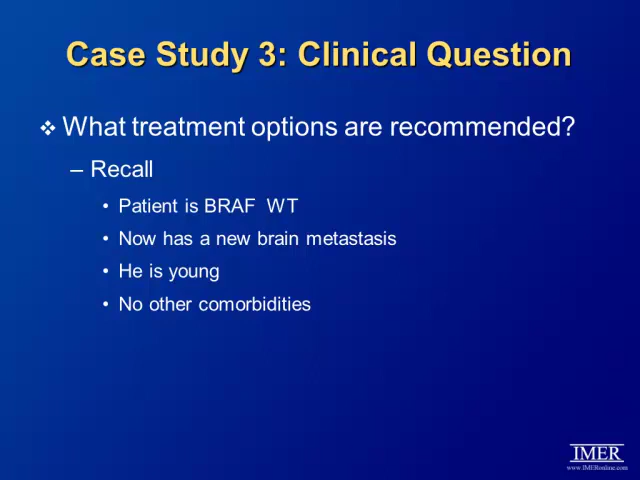 Case Study 3: Clinical Question
❖ What treatment options are recommended?
– Recall
• Patient is BRAF WT
• Now has a new brain metastasis
• He is young
• No other comorbidities
IMER
www.IMERonline.com